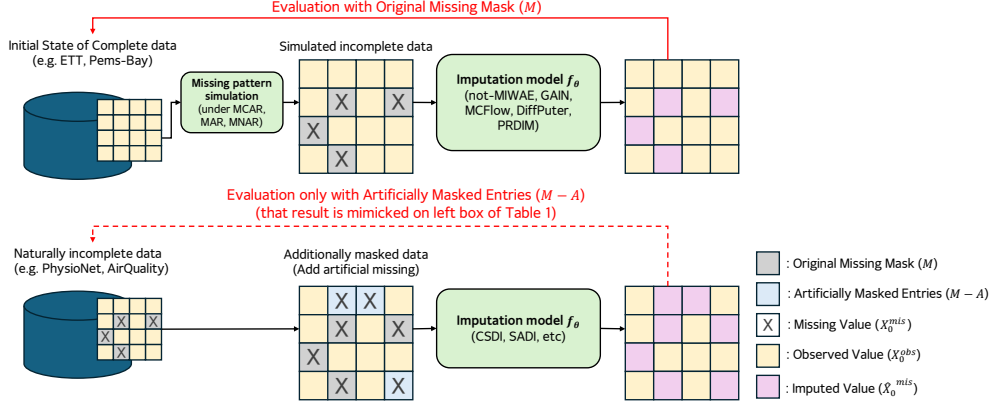 Evaluation with Original Missing Mask (M)
Initial State of Complete data
(e.g. ETT, Pems-Bay)
Missing pattern
simulation
(under MCAR,
MAR, MNAR)
Simulated incomplete data
X X
X
X
Imputation model fθ
(not-MIWAE, GAIN,
MCFlow, DiffPuter,
PRDIM)
Evaluation only with Artificially Masked Entries (M − A)
(that result is mimicked on left box of Table 1)
Naturally incomplete data
(e.g. PhysioNet, AirQuality)
X X
X
X
Additionally masked data
(Add artificial missing)
X X
X X
X
X X
Imputation model fθ
(CSDI, SADI, etc)
: Original Missing Mask (M)
: Artificially Masked Entries (M − A)
X : Missing Value (X₀ᵐⁱˢ)
: Observed Value (X₀ᵒᵇˢ)
: Imputed Value (X̂₀ᵐⁱˢ)